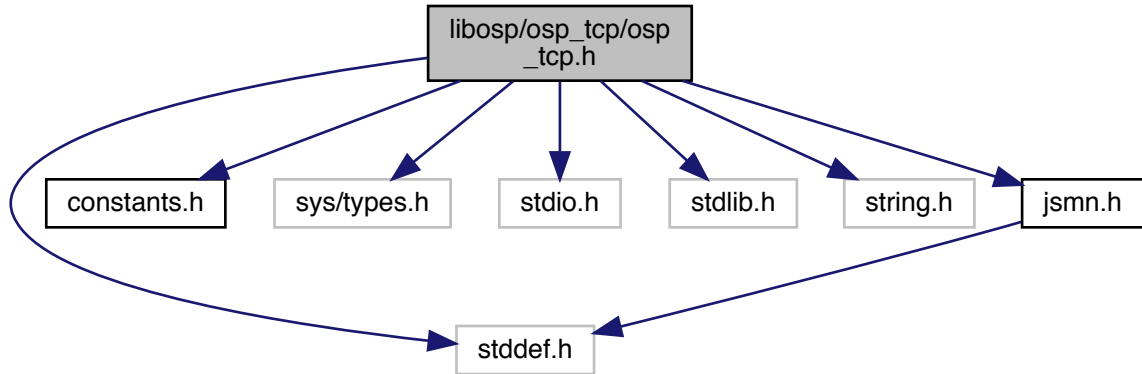 libosp/osp_tcp/osp
_tcp.h
constants.h
sys/types.h
stdio.h
stdlib.h
string.h
jsmn.h
stddef.h